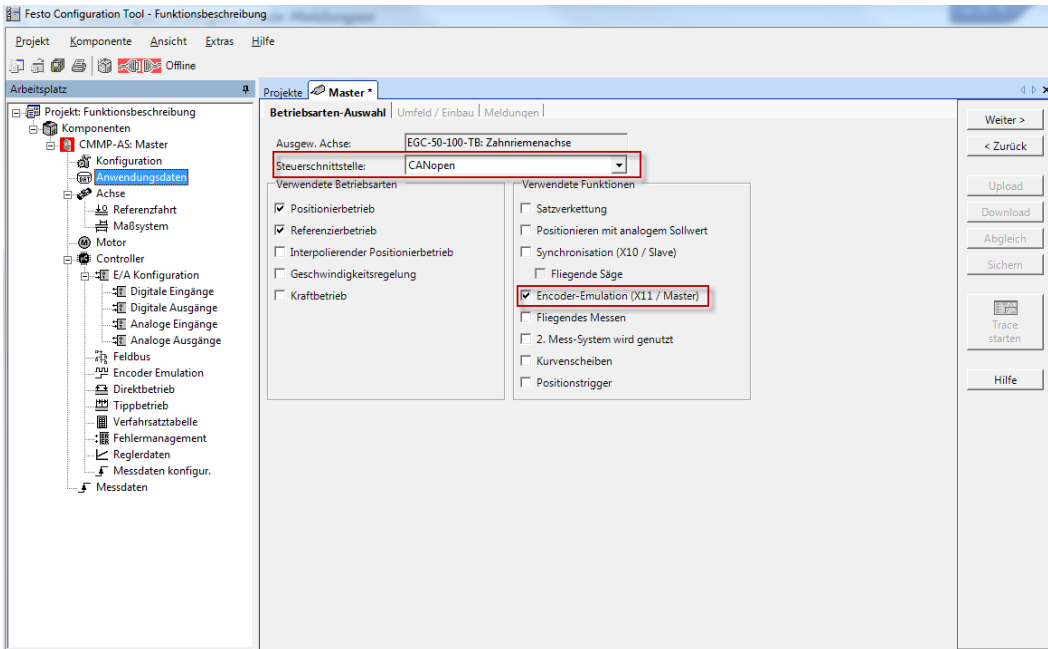 Festo Configuration Tool - Funktionsbeschreibung
Projekt Komponente Ansicht Extras Hilfe
Offline
Arbeitsplatz
Projekt: Funktionsbeschreibung
Komponenten
CMMP-AS: Master
Konfiguration
Anwendungsdaten
Achse
Referenzfahrt
Maßsystem
Motor
Controller
E/A Konfiguration
Digitale Eingänge
Digitale Ausgänge
Analoge Eingänge
Analoge Ausgänge
Feldbus
Encoder Emulation
Direktbetrieb
Tippbetrieb
Verfahrsatztabelle
Fehlermanagement
Reglerdaten
Messdaten konfigur.
Messdaten
Projekte Master *
Betriebsarten-Auswahl Umfeld / Einbau Meldungen
Ausgew. Achse: EGC-50-100-TB: Zahnriemenachse
Steuerschnittstelle: CANopen
Verwendete Betriebsarten
Positionierbetrieb
Referenzierbetrieb
Interpolierender Positionierbetrieb
Geschwindigkeitsregelung
Kraftbetrieb
Verwendete Funktionen
Satzverkettung
Positionieren mit analogem Sollwert
Synchronisation (X10 / Slave)
Fliegende Säge
Encoder-Emulation (X11 / Master)
Fliegendes Messen
2. Mess-System wird genutzt
Kurvenscheiben
Positionstrigger
Weiter >
< Zurück
Upload
Download
Abgleich
Sichern
Trace
starten
Hilfe